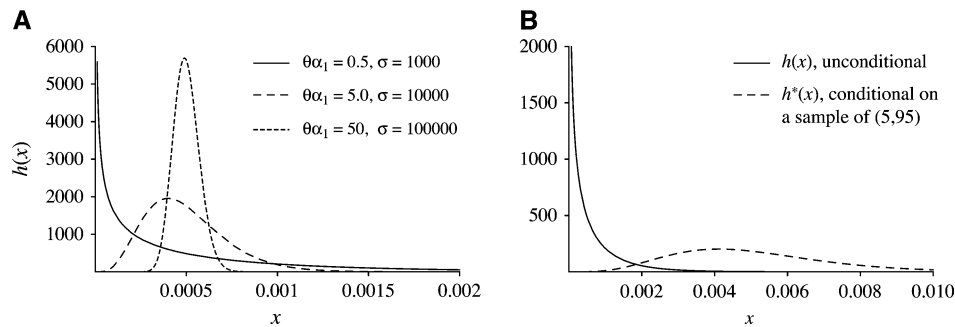 A
6000
5000
4000
3000
2000
1000
h(x)
θα₁ = 0.5, σ = 1000
θα₁ = 5.0, σ = 10000
θα₁ = 50, σ = 100000
0.0005
0.001
0.0015
0.002
x
B
2000
1500
1000
500
h(x), unconditional
h*(x), conditional on
a sample of (5,95)
0.002
0.004
0.006
0.008
0.010
x